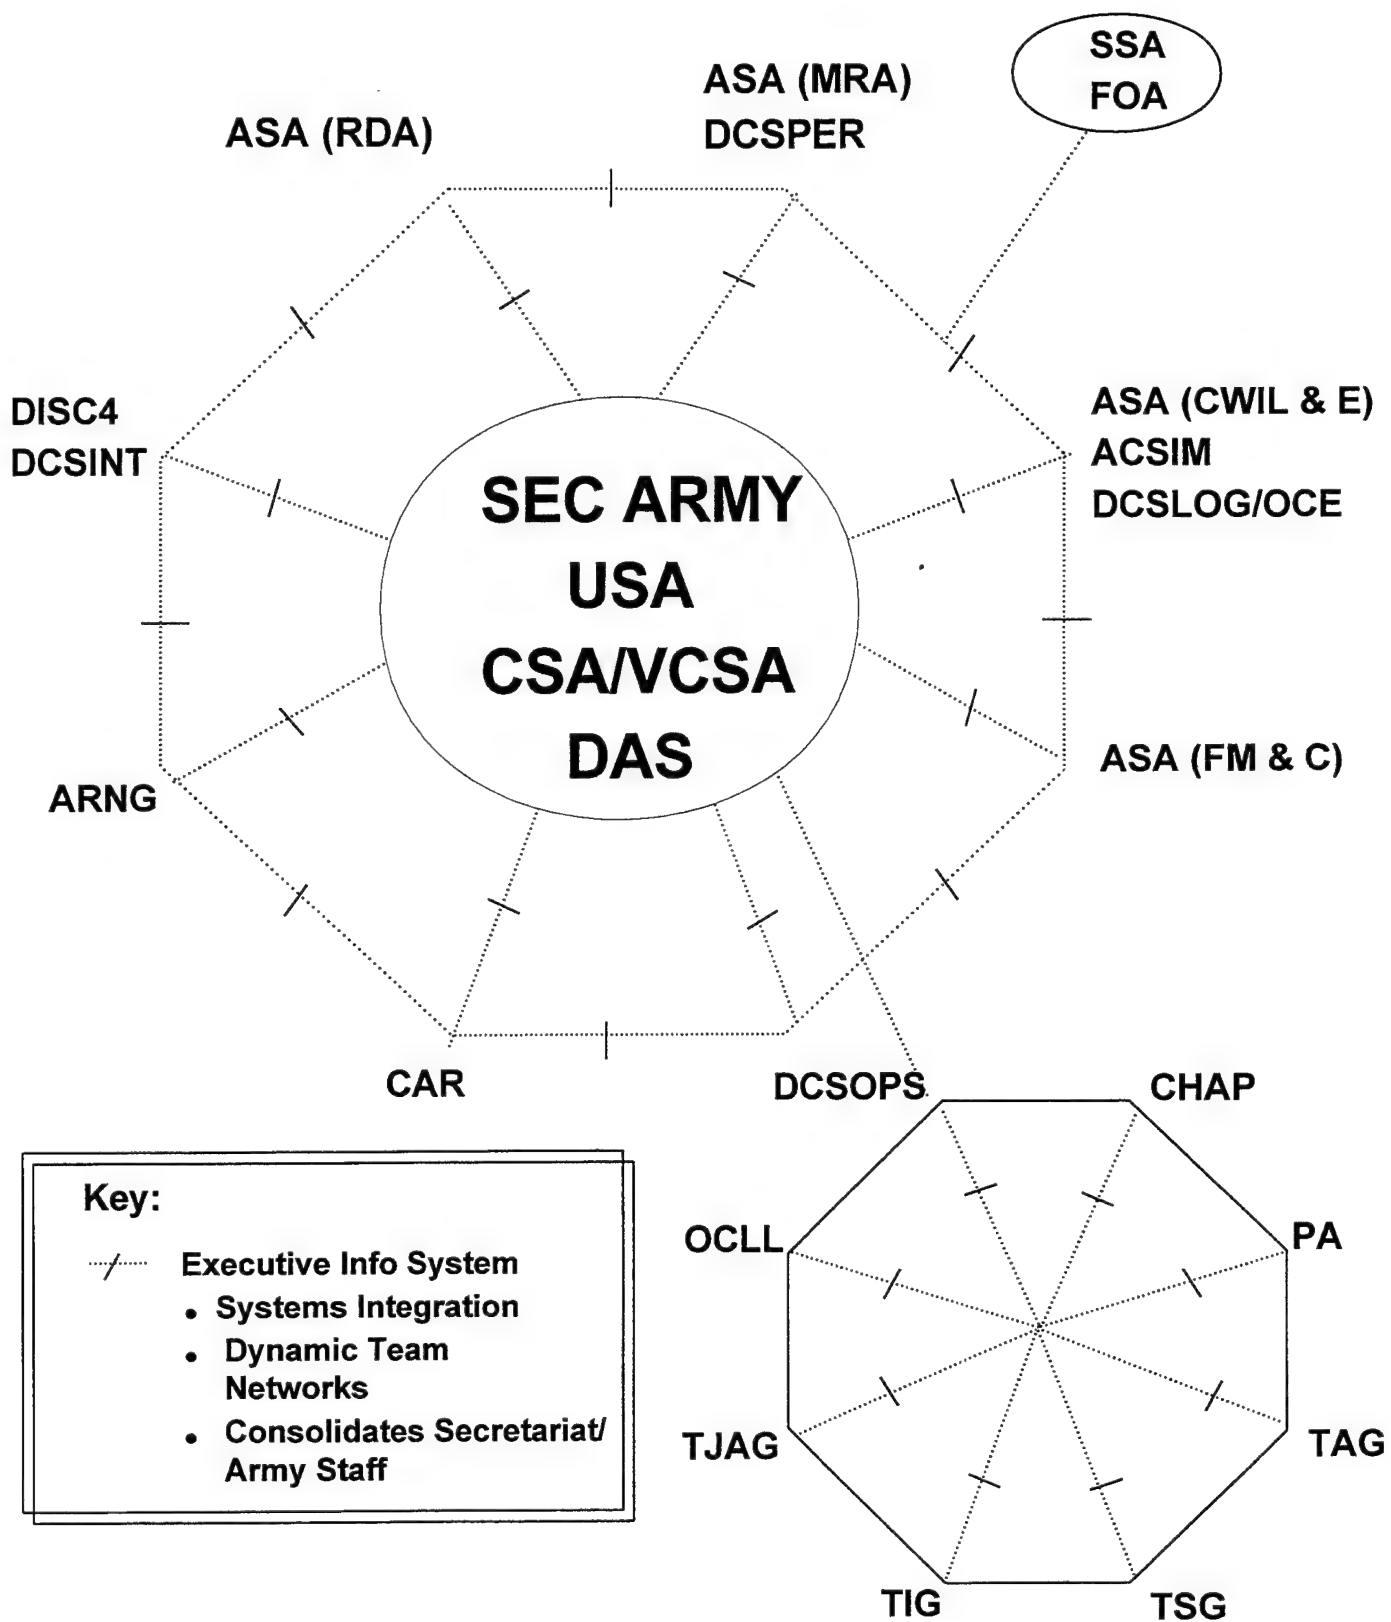 SSA
FOA
ASA (MRA)
DCSPER
ASA (RDA)
DISC4
DCSINT
ASA (CWIL & E)
ACSIM
DCSLOG/OCE
SEC ARMY
USA
CSA/VCSA
DAS
ARNG
ASA (FM & C)
CAR
DCSOPS
CHAP
OCLL
PA
TJAG
TAG
TIG
TSG
Key:
Executive Info System
• Systems Integration
• Dynamic Team
Networks
• Consolidates Secretariat/
Army Staff